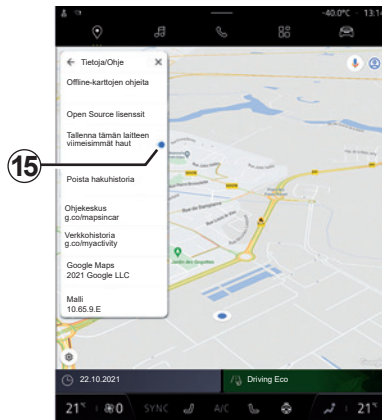 -40.0°C 13:14
Tietoja/Ohje
Offline-karttojen ohjeita
Open Source lisenssit
Tallenna tämän laitteen
viimeisimmät haut
15
Poista hakuhistoria
Ohjekeskus
g.co/mapsincar
Verkkohistoria
g.co/myactivity
Google Maps
2021 Google LLC
Malli
10.65.9.E
22.10.2021
Driving Eco
21°C 0 SYNC A/C 21°C